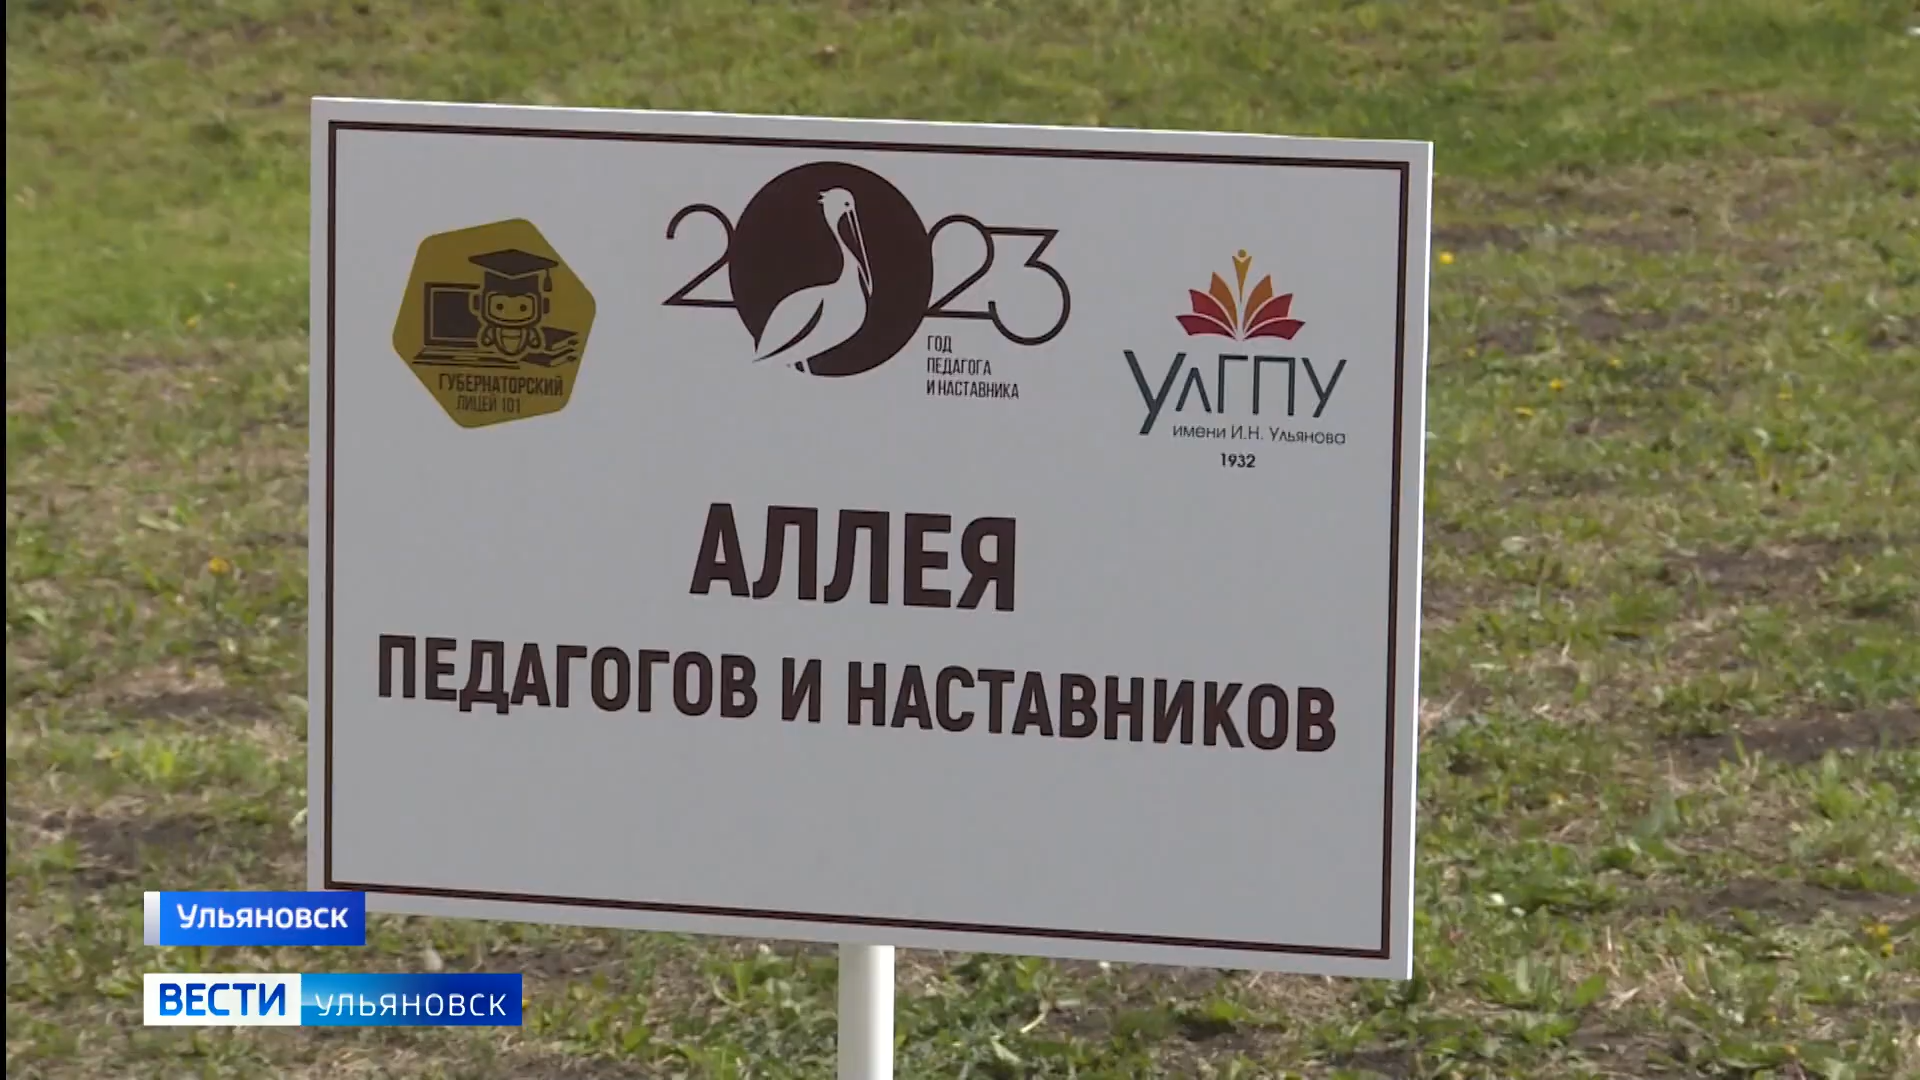 2023
ГОД
ПЕДАГОГА
И НАСТАВНИКА
ГУБЕРНАТОРСКИЙ
ЛИЦЕЙ 101
УлГПУ
имени И.Н. Ульянова
1932
АЛЛЕЯ
ПЕДАГОГОВ И НАСТАВНИКОВ
Ульяновск
ВЕСТИ УЛЬЯНОВСК